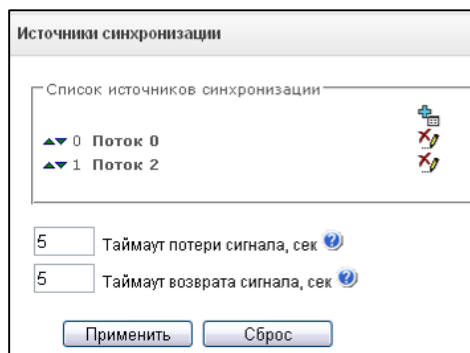 Источники синхронизации
Список источников синхронизации
0 Поток 0
1 Поток 2
5 Таймаут потери сигнала, сек
5 Таймаут возврата сигнала, сек
Применить Сброс